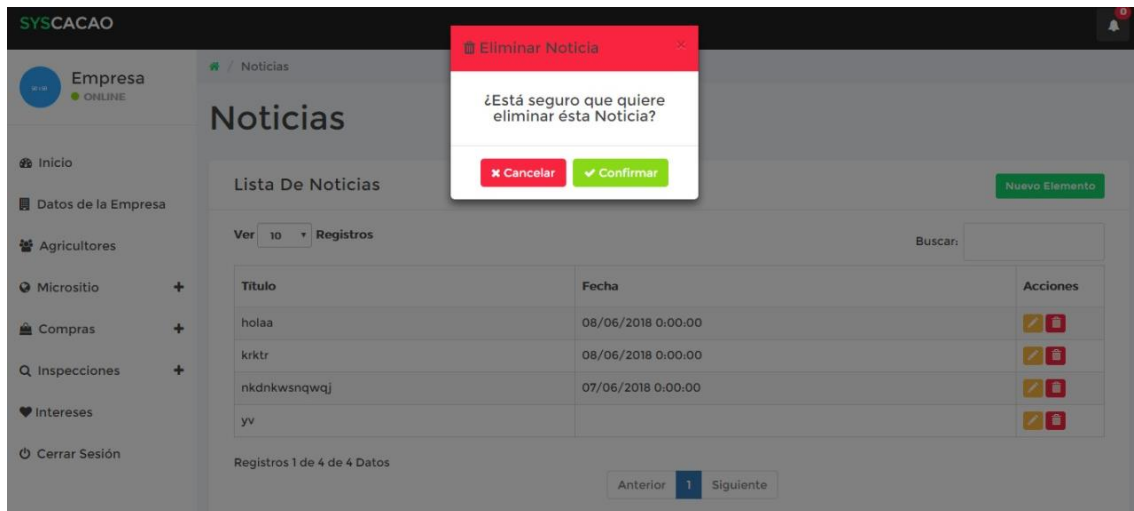 SYSCACAO
0
Eliminar Noticia ×
Empresa
ONLINE
/ Noticias
¿Está seguro que quiere
eliminar ésta Noticia?
Noticias
Cancelar Confirmar
Inicio
Lista De Noticias
Nuevo Elemento
Datos de la Empresa
Ver 10 Registros
Buscar:
Agricultores
Micrositio +
Título Fecha Acciones
holaa 08/06/2018 0:00:00
Compras +
krktr 08/06/2018 0:00:00
Inspecciones +
nkdnkwsnqwqj 07/06/2018 0:00:00
Intereses
yv
Cerrar Sesión
Registros 1 de 4 de 4 Datos
Anterior 1 Siguiente